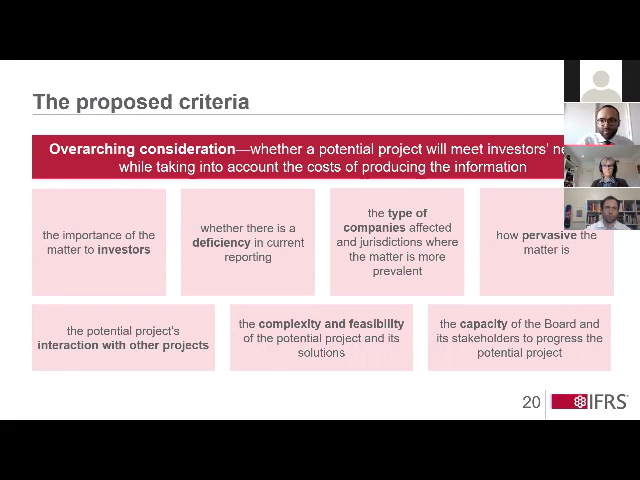 The proposed criteria
Overarching consideration—whether a potential project will meet investors'
while taking into account the costs of producing the information
the importance of the
matter to investors
whether there is a
deficiency in current
reporting
the type of
companies affected
and jurisdictions where
the matter is more
prevalent
how pervasive the
matter is
the potential project's
interaction with other projects
the complexity and feasibility
of the potential project and its
solutions
the capacity of the Board and
its stakeholders to progress the
potential project
20
IFRS